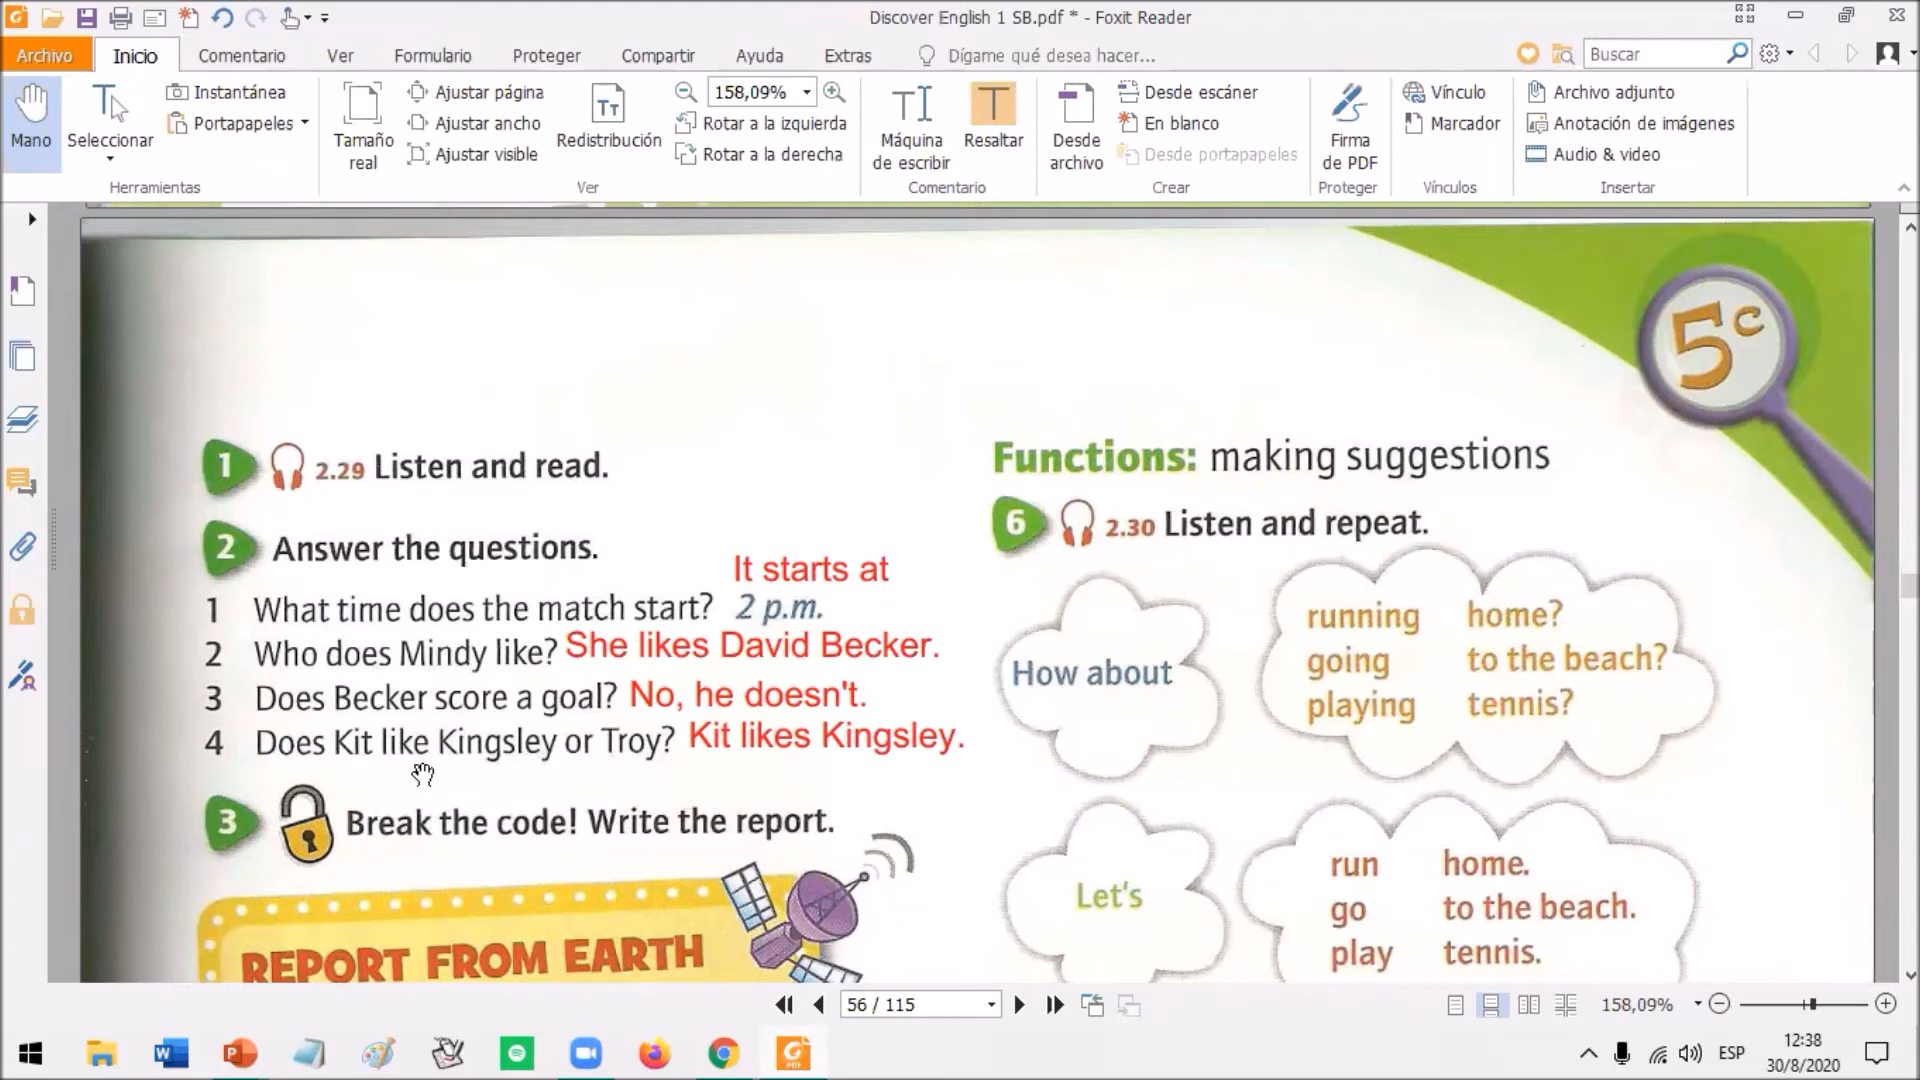 Discover English 1 SB.pdf * - Foxit Reader
Archivo Inicio Comentario Ver Formulario Proteger Compartir Ayuda Extras Dígame qué desea hacer... Buscar
Mano
Seleccionar
Instantánea
Portapapeles
Herramientas
Tamaño real
Ajustar página
Ajustar ancho
Ajustar visible
Redistribución
158,09%
Rotar a la izquierda
Rotar a la derecha
Ver
Máquina de escribir
Resaltar
Comentario
Desde archivo
Desde escáner
En blanco
Desde portapapeles
Crear
Firma de PDF
Proteger
Vínculo
Marcador
Vínculos
Archivo adjunto
Anotación de imágenes
Audio & video
Insertar
5c
1 2.29 Listen and read.
2 Answer the questions.
It starts at
1 What time does the match start? 2 p.m.
2 Who does Mindy like? She likes David Becker.
3 Does Becker score a goal? No, he doesn't.
4 Does Kit like Kingsley or Troy? Kit likes Kingsley.
3 Break the code! Write the report.
REPORT FROM EARTH
Functions: making suggestions
6 2.30 Listen and repeat.
How about
running home?
going to the beach?
playing tennis?
Let's
run home.
go to the beach.
play tennis.
56 / 115
158,09%
ESP
12:38
30/8/2020